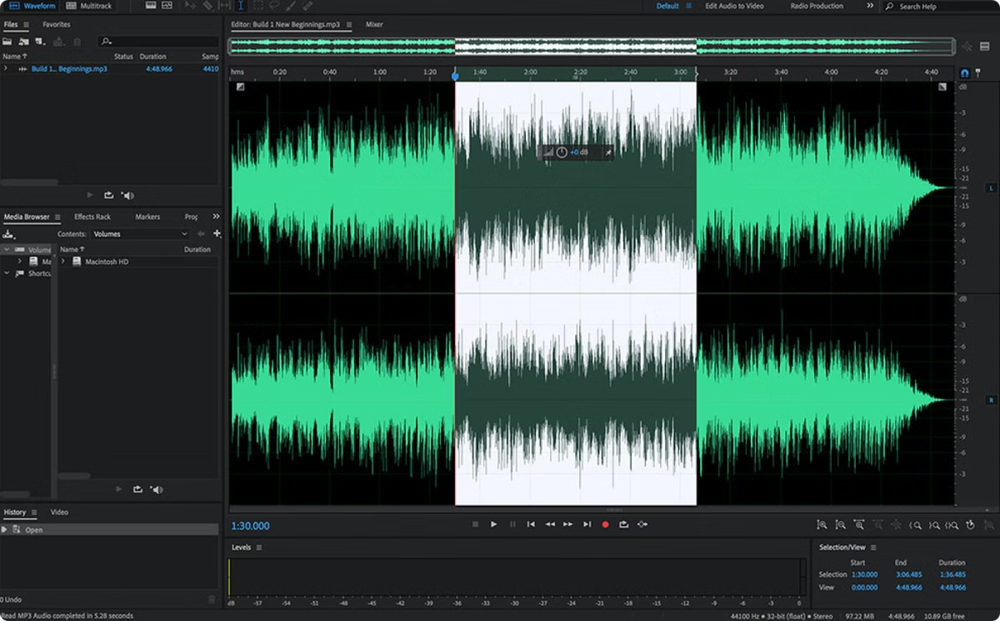 Waveform Multitrack Default Edit Audio to Video Radio Production Search Help
Files Favorites
Editor: Build 1 New Beginnings.mp3 Mixer
Name Status Duration Samp
Build 1... Beginnings.mp3 4:48.966 4410
hms 0:20 0:40 1:00 1:20 1:40 2:00 2:20 2:40 3:00 3:20 3:40 4:00 4:20 4:40
dB
-3
-6
-9
-15
-21
-∞
-21
-15
-9
-6
-3
+0 dB
L
dB
-3
-6
-9
-15
-21
-∞
-21
-15
-9
-6
-3
R
Media Browser Effects Rack Markers Prop
Contents: Volumes
Volume Name Duration
Ma Macintosh HD
Shortcu
History Video
Open
0 Undo
1:30.000
Levels
dB -57 -54 -51 -48 -45 -42 -39 -36 -33 -30 -27 -24 -21 -18 -15 -12 -9 -6 -3 0
Selection/View
Start End Duration
Selection 1:30.000 3:06.485 1:36.485
View 0:00.000 4:48.966 4:48.966
Read MP3 Audio completed in 5.28 seconds
44100 Hz • 32-bit (float) • Stereo 97.22 MB 4:48.966 10.89 GB free